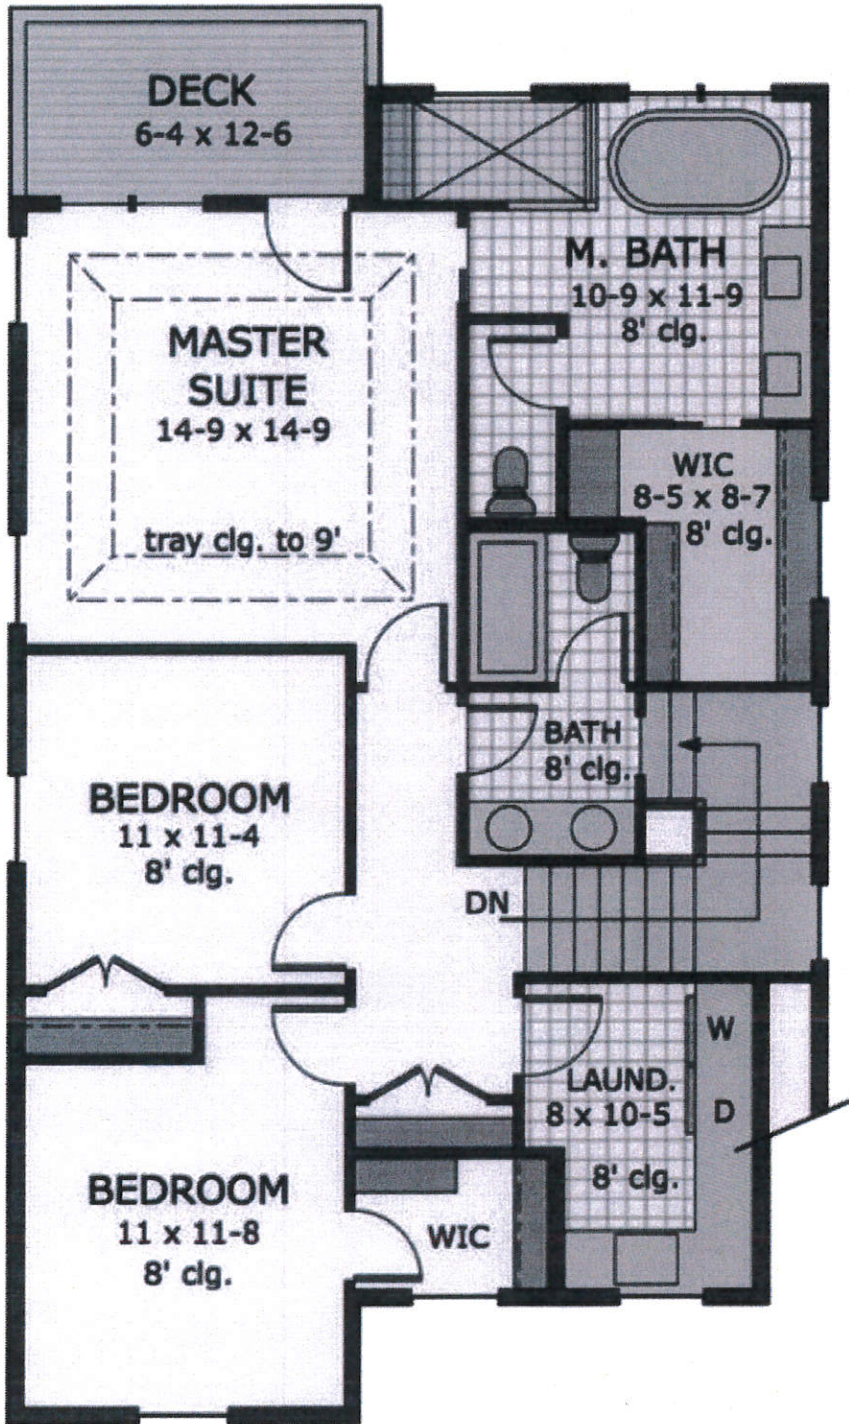 DECK
6-4 x 12-6
M. BATH
10-9 x 11-9
8' clg.
MASTER
SUITE
14-9 x 14-9
tray clg. to 9'
WIC
8-5 x 8-7
8' clg.
BATH
8' clg.
BEDROOM
11 x 11-4
8' clg.
DN
W
D
LAUND.
8 x 10-5
8' clg.
BEDROOM
11 x 11-8
8' clg.
WIC